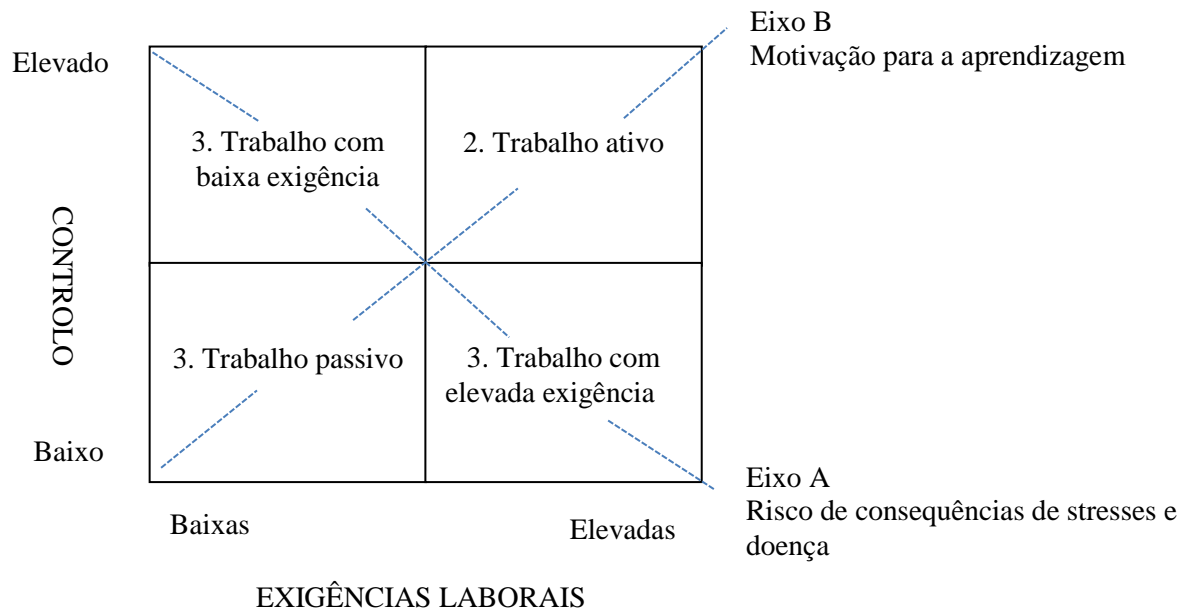 Eixo B
Motivação para a aprendizagem
Elevado
3. Trabalho com
baixa exigência
2. Trabalho ativo
CONTROLO
3. Trabalho passivo
3. Trabalho com
elevada exigência
Baixo
Eixo A
Risco de consequências de stresses e
doença
Baixas
Elevadas
EXIGÊNCIAS LABORAIS